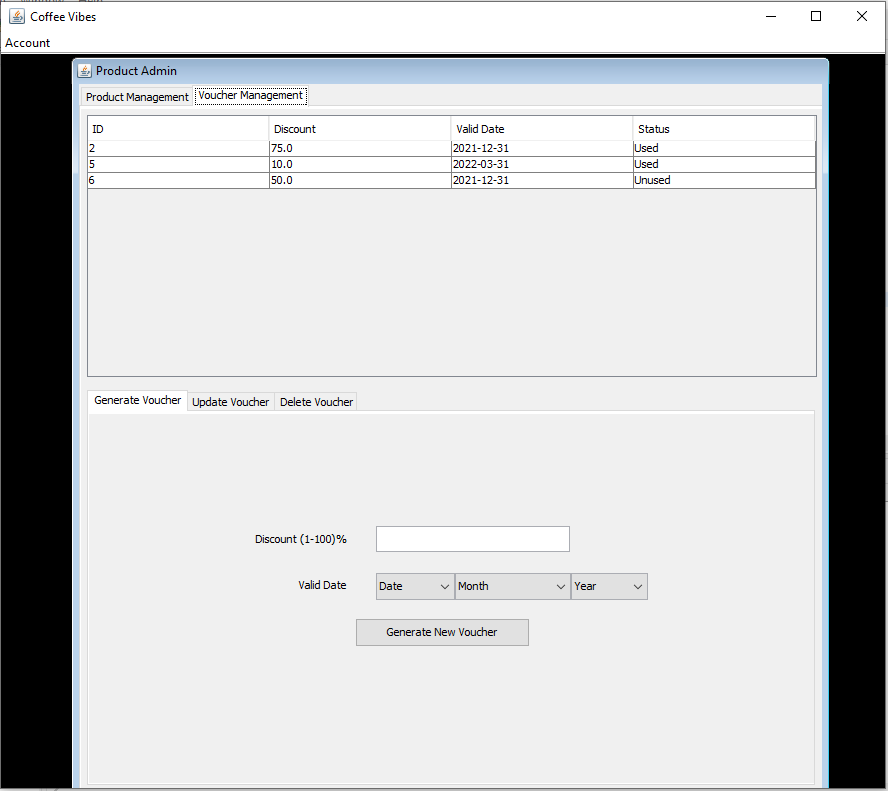 Coffee Vibes
Account
Product Admin
Product Management Voucher Management
ID Discount Valid Date Status
2 75.0 2021-12-31 Used
5 10.0 2022-03-31 Used
6 50.0 2021-12-31 Unused
Generate Voucher Update Voucher Delete Voucher
Discount (1-100)%
Valid Date Date Month Year
Generate New Voucher